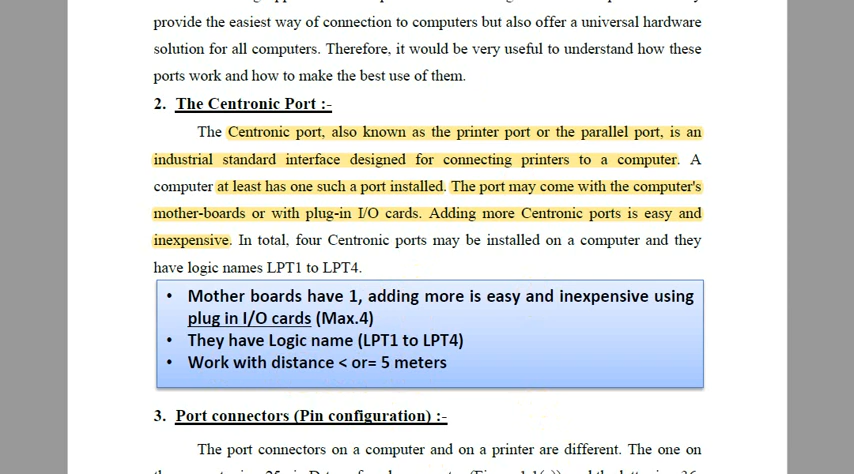 provide the easiest way of connection to computers but also offer a universal hardware
solution for all computers. Therefore, it would be very useful to understand how these
ports work and how to make the best use of them.
2. The Centronic Port :-
The Centronic port, also known as the printer port or the parallel port, is an
industrial standard interface designed for connecting printers to a computer. A
computer at least has one such a port installed. The port may come with the computer's
mother-boards or with plug-in I/O cards. Adding more Centronic ports is easy and
inexpensive. In total, four Centronic ports may be installed on a computer and they
have logic names LPT1 to LPT4.
• Mother boards have 1, adding more is easy and inexpensive using
plug in I/O cards (Max.4)
• They have Logic name (LPT1 to LPT4)
• Work with distance < or= 5 meters
3. Port connectors (Pin configuration) :-
The port connectors on a computer and on a printer are different. The one on